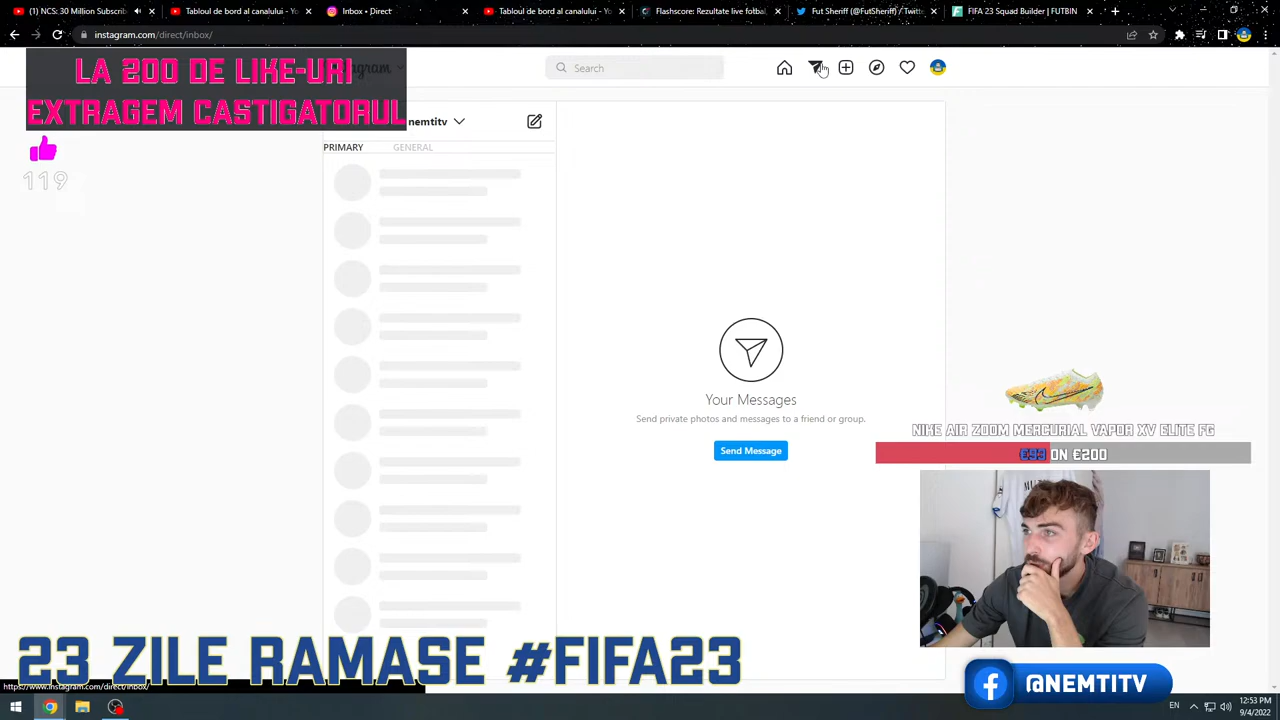 (1) NCS: 30 Million Subscrib
Tabloul de bord al canalului - Yo
Inbox • Direct
Tabloul de bord al canalului - Yo
Flashscore: Rezultate live fotbal,
Fut Sheriff (@FutSheriff) / Twitte
FIFA 23 Squad Builder | FUTBIN
instagram.com/direct/inbox/
LA 200 DE LIKE-URI
EXTRAGEM CASTIGATORUL
Search
119
nemtitv
PRIMARY
GENERAL
Your Messages
Send private photos and messages to a friend or group.
Send Message
NIKE AIR ZOOM MERCURIAL VAPOR XV ELITE FG
€93 ON €200
23 ZILE RAMASE #FIFA23
@NEMTITV
https://www.instagram.com/direct/inbox/
EN
12:53 PM
9/4/2022